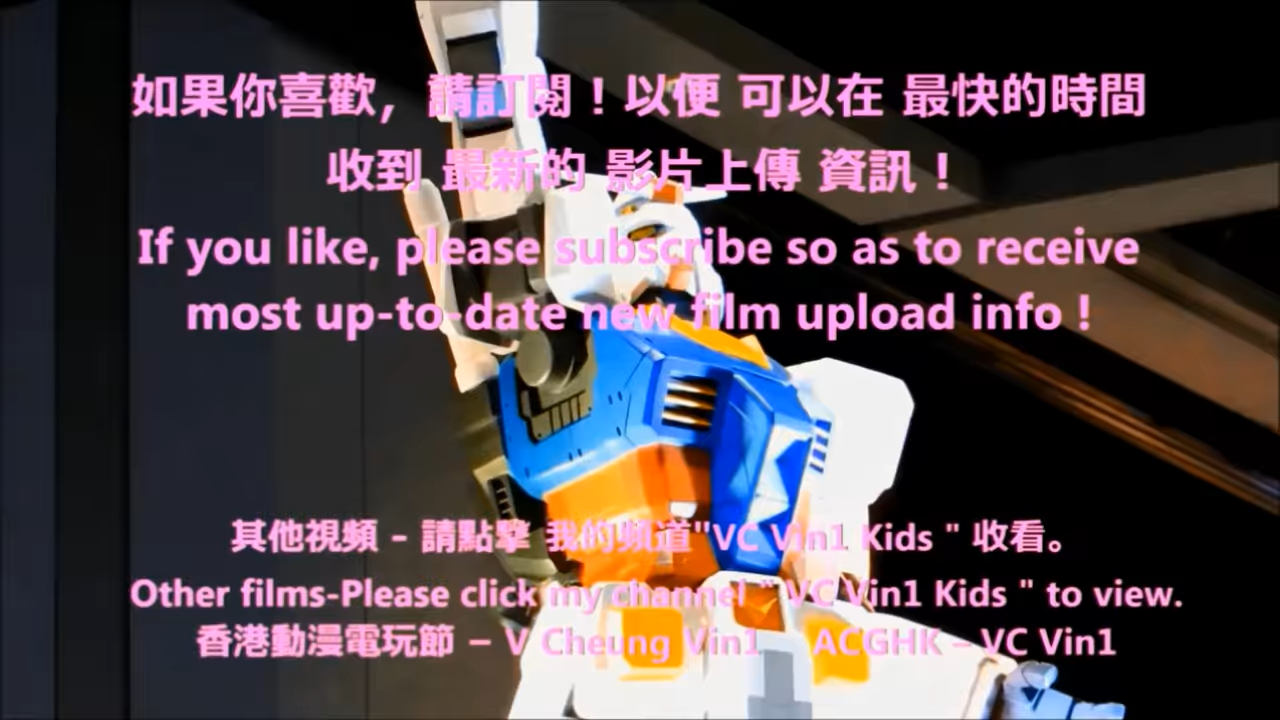 如果你喜歡，請訂閱！以便 可以在 最快的時間
收到 最新的 影片上傳 資訊！
If you like, please subscribe so as to receive
most up-to-date new film upload info !
其他視頻 – 請點擊 我的頻道"VC Vin1 Kids " 收看。
Other films-Please click my channel " VC Vin1 Kids " to view.
香港動漫電玩節 – V Cheung Vin1 ACGHK – VC Vin1